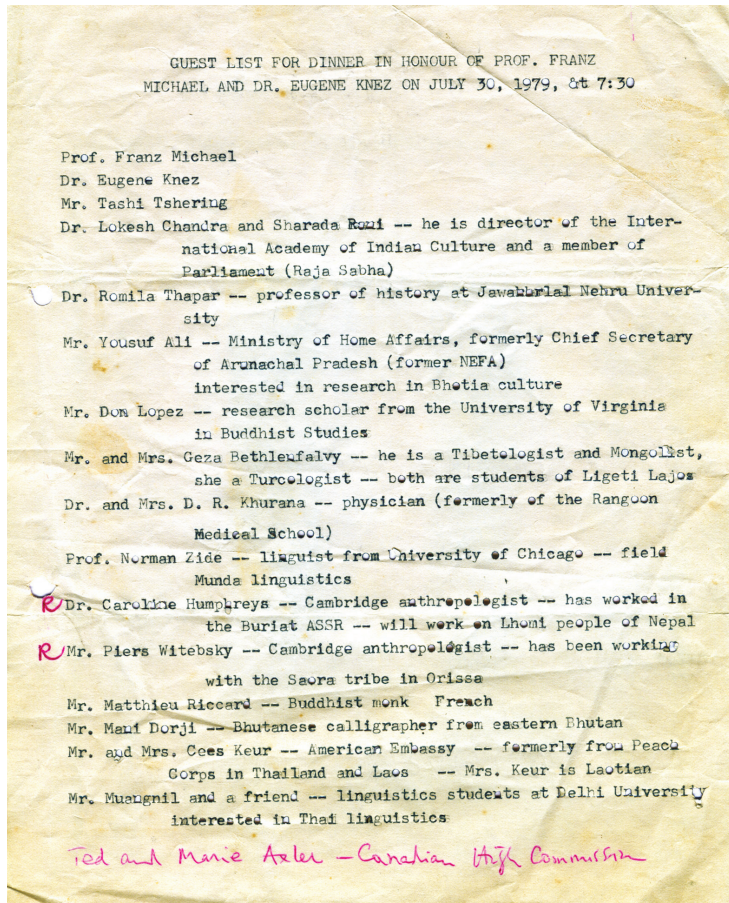 GUEST LIST FOR DINNER IN HONOUR OF PROF. FRANZ
MICHAEL AND DR. EUGENE KNEZ ON JULY 30, 1979, at 7:30
Prof. Franz Michael
Dr. Eugene Knez
Mr. Tashi Tshering
Dr. Lokesh Chandra and Sharada Rani -- he is director of the Inter-
national Academy of Indian Culture and a member of
Parliament (Raja Sabha)
Dr. Romila Thapar -- professor of history at Jawahrlal Nehru Univer-
sity
Mr. Yousuf Ali -- Ministry of Home Affairs, formerly Chief Secretary
of Arunachal Pradesh (former NEFA)
interested in research in Bhotia culture
Mr. Don Lopez -- research scholar from the University of Virginia
in Buddhist Studies
Mr. and Mrs. Geza Bethlenfalvy -- he is a Tibetologist and Mongolist,
she a Turcologist -- both are students of Ligeti Lajos
Dr. and Mrs. D. R. Khurana -- physician (formerly of the Rangoon
Medical School)
Prof. Norman Zide -- linguist from University of Chicago -- field
Munda linguistics
R Dr. Caroline Humphreys -- Cambridge anthropologist -- has worked in
the Buriat ASSR -- will work on Lhomi people of Nepal
R Mr. Piers Witebsky -- Cambridge anthropologist -- has been working
with the Saora tribe in Orissa
Mr. Matthieu Riccard -- Buddhist monk French
Mr. Mani Dorji -- Bhutanese calligrapher from eastern Bhutan
Mr. and Mrs. Cees Keur -- American Embassy -- formerly from Peace
Corps in Thailand and Laos -- Mrs. Keur is Laotian
Mr. Muangnil and a friend -- linguistics students at Delhi University
interested in Thai linguistics
Ted and Marie Axler - Canadian High Commission